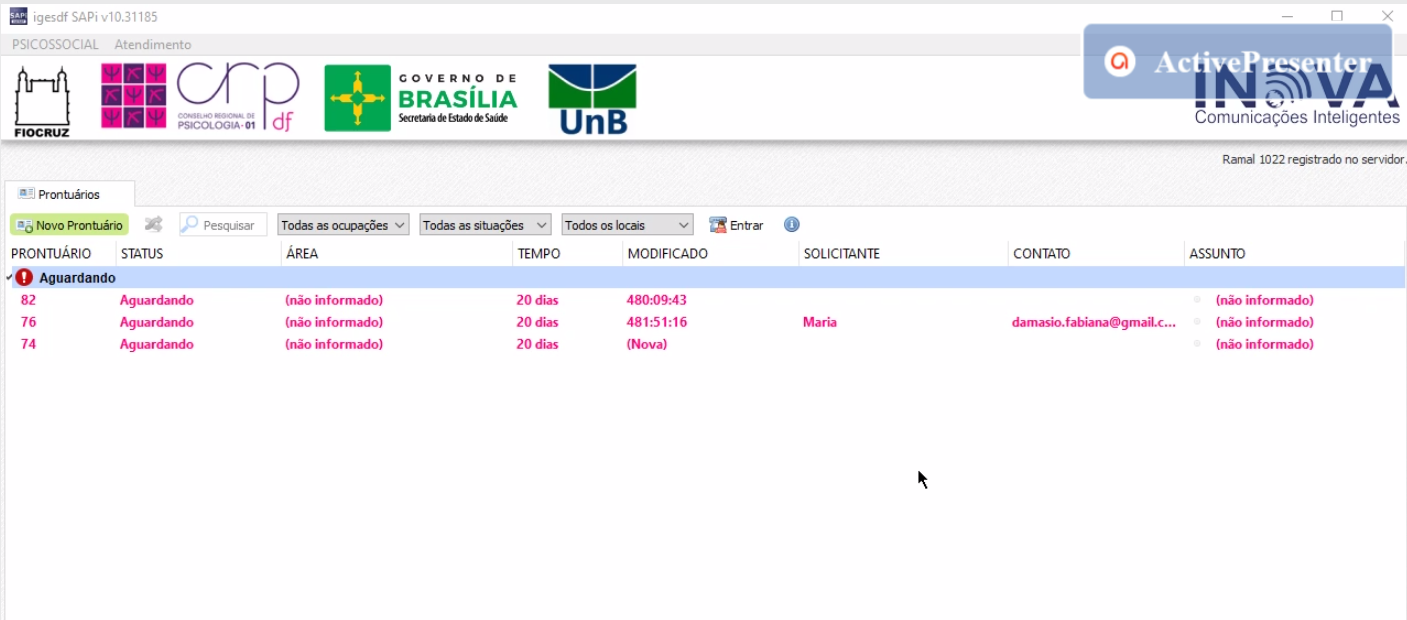 SAPi igesdf SAPi v10.31185
PSICOSSOCIAL Atendimento
ActivePresenter
FIOCRUZ
crp df
CONSELHO REGIONAL DE
PSICOLOGIA-01
GOVERNO DE
BRASÍLIA
Secretaria de Estado de Saúde
UnB
INOVA
Comunicações Inteligentes
Ramal 1022 registrado no servidor.
Prontuários
Novo Prontuário Pesquisar Todas as ocupações Todas as situações Todos os locais Entrar
PRONTUÁRIO STATUS ÁREA TEMPO MODIFICADO SOLICITANTE CONTATO ASSUNTO
Aguardando
82 Aguardando (não informado) 20 dias 480:09:43 (não informado)
76 Aguardando (não informado) 20 dias 481:51:16 Maria damasio.fabiana@gmail.c... (não informado)
74 Aguardando (não informado) 20 dias (Nova) (não informado)